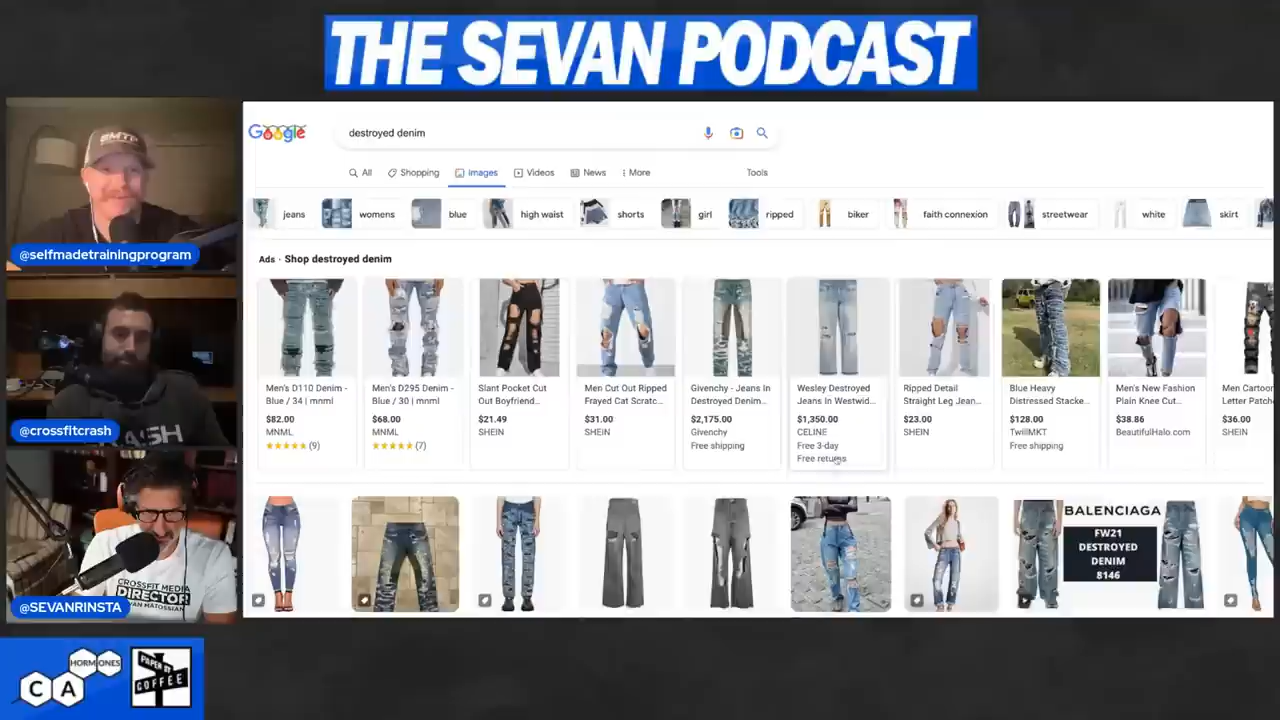 THE SEVAN PODCAST
SMTP
@selfmadetrainingprogram
CRASH
@crossfitcrash
CROSSFIT MEDIA
DIRECTOR
VAN MATOSSIAN
@SEVANRINSTA
CA HORMONES
PAPER ST
COFFEE
Google
destroyed denim
All Shopping Images Videos News More Tools
jeans womens blue high waist shorts girl ripped biker faith connexion streetwear white skirt
Ads · Shop destroyed denim
Men's D110 Denim -
Blue / 34 | mnml
$82.00
MNML
(9)
Men's D295 Denim -
Blue / 30 | mnml
$68.00
MNML
(7)
Slant Pocket Cut
Out Boyfriend...
$21.49
SHEIN
Men Cut Out Ripped
Frayed Cat Scratc...
$31.00
SHEIN
Givenchy - Jeans In
Destroyed Denim...
$2,175.00
Givenchy
Free shipping
Wesley Destroyed
Jeans In Westwid...
$1,350.00
CELINE
Free 3-day
Free returns
Ripped Detail
Straight Leg Jean...
$23.00
SHEIN
Blue Heavy
Distressed Stacke...
$128.00
TwillMKT
Free shipping
Men's New Fashion
Plain Knee Cut...
$38.86
BeautifulHalo.com
Men Cartoon
Letter Patch
$36.00
SHEIN
BALENCIAGA
FW21
DESTROYED
DENIM
8146